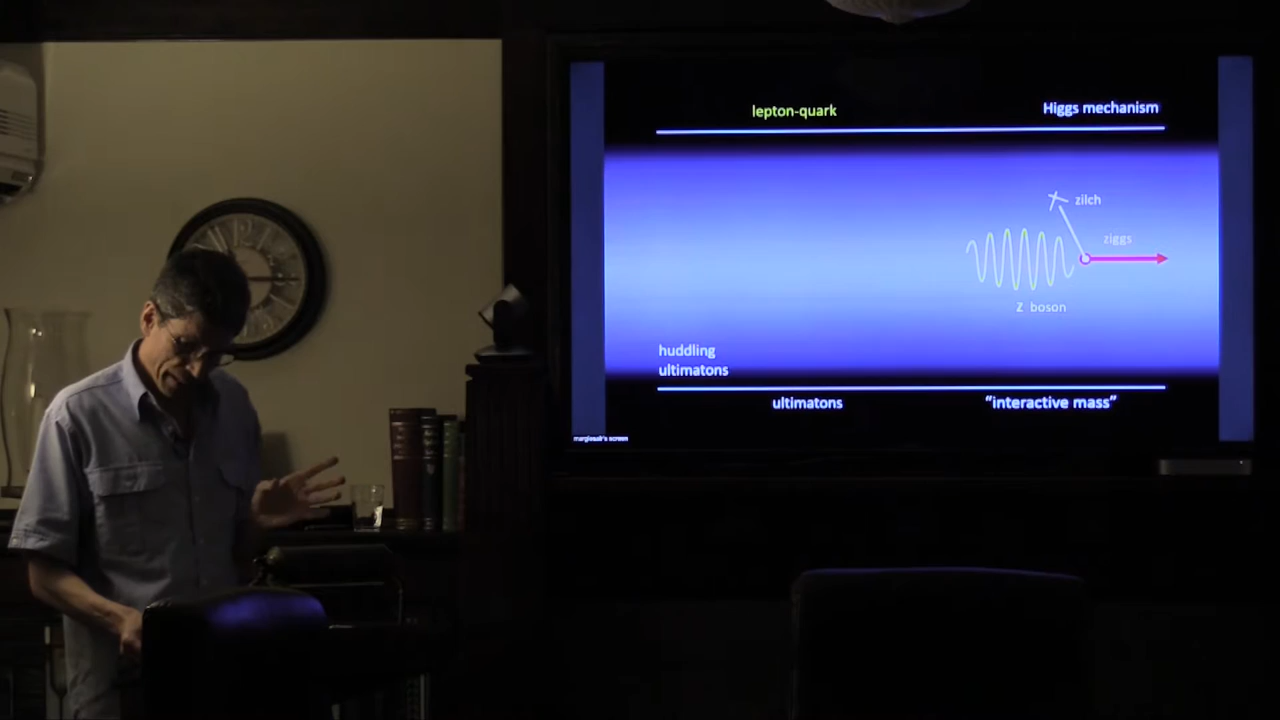 lepton-quark
Higgs mechanism
zilch
ziggs
Z boson
huddling
ultimatons
ultimatons
“interactive mass”